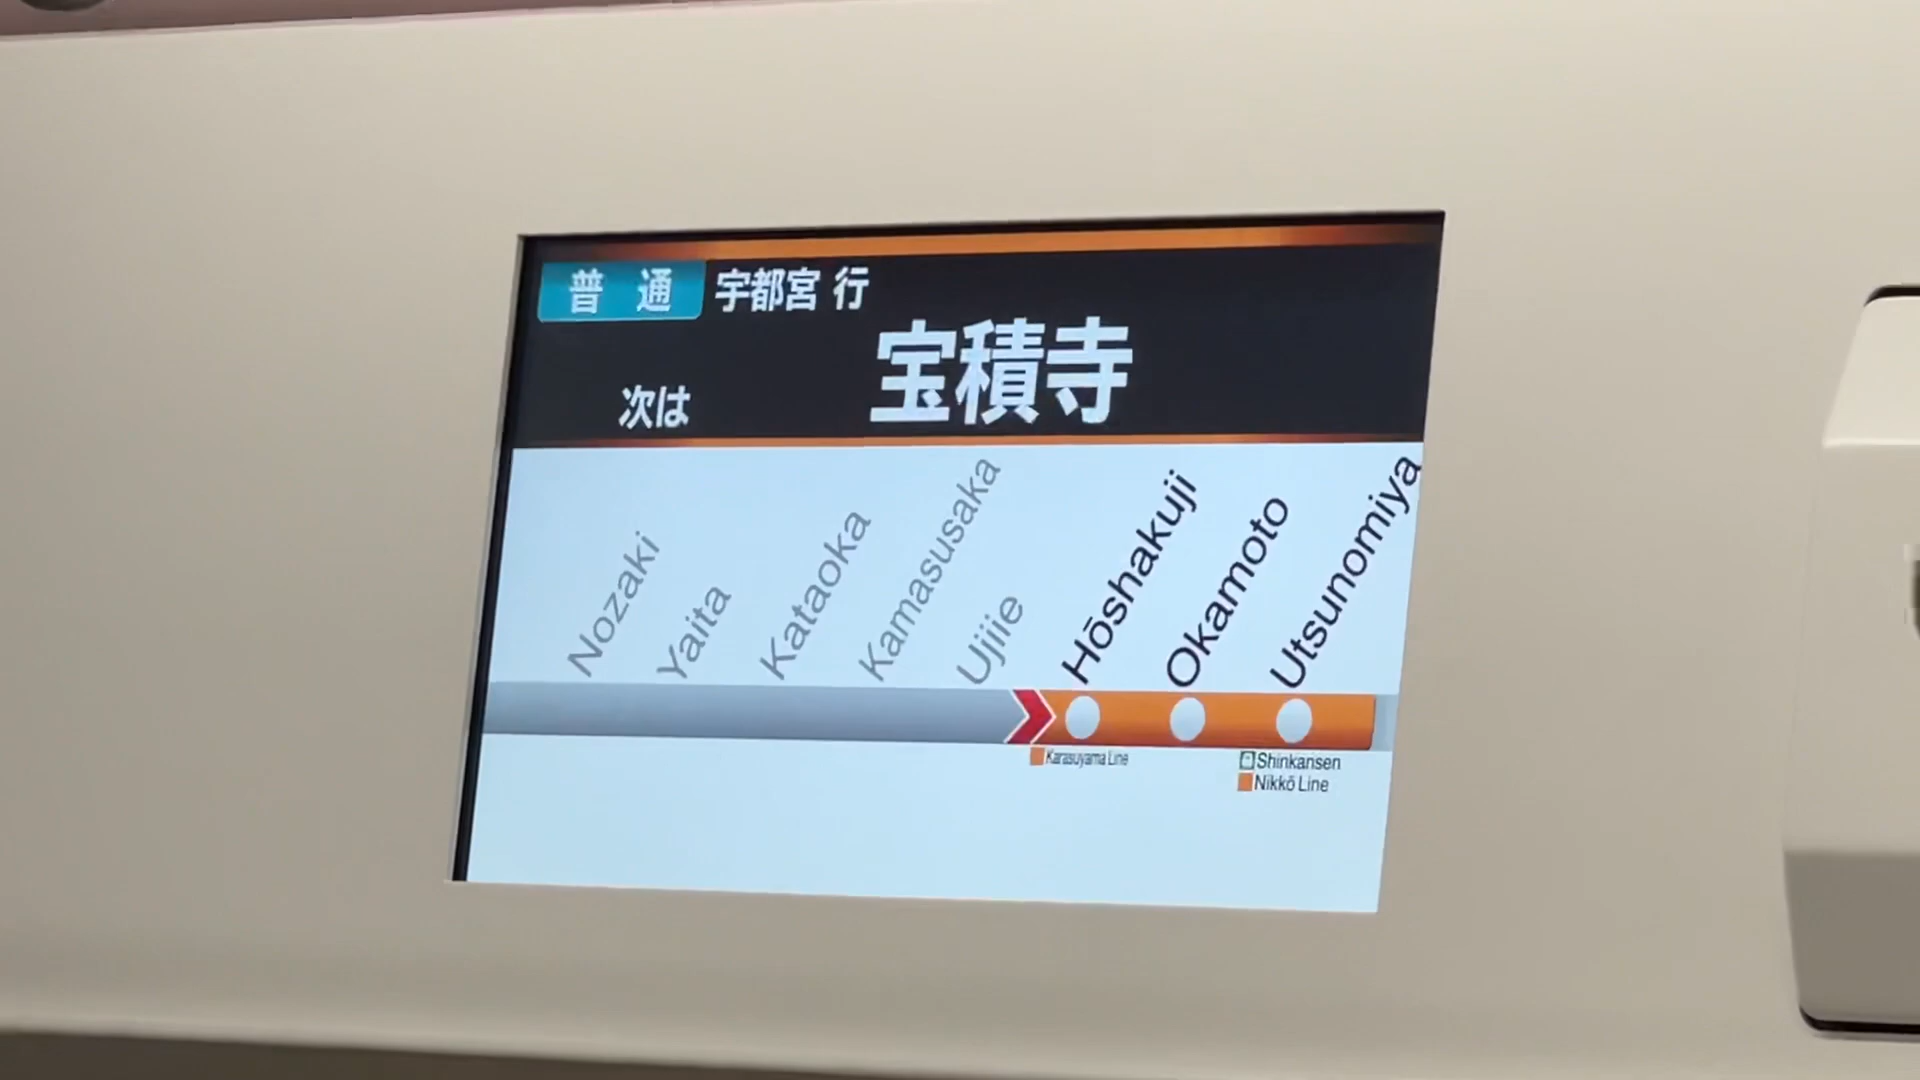 普通 宇都宮 行
次は 宝積寺
Nozaki
Yaita
Kataoka
Kamasusaka
Ujiie
Hōshakuji
Okamoto
Utsunomiya
Karasuyama Line
Shinkansen
Nikkō Line